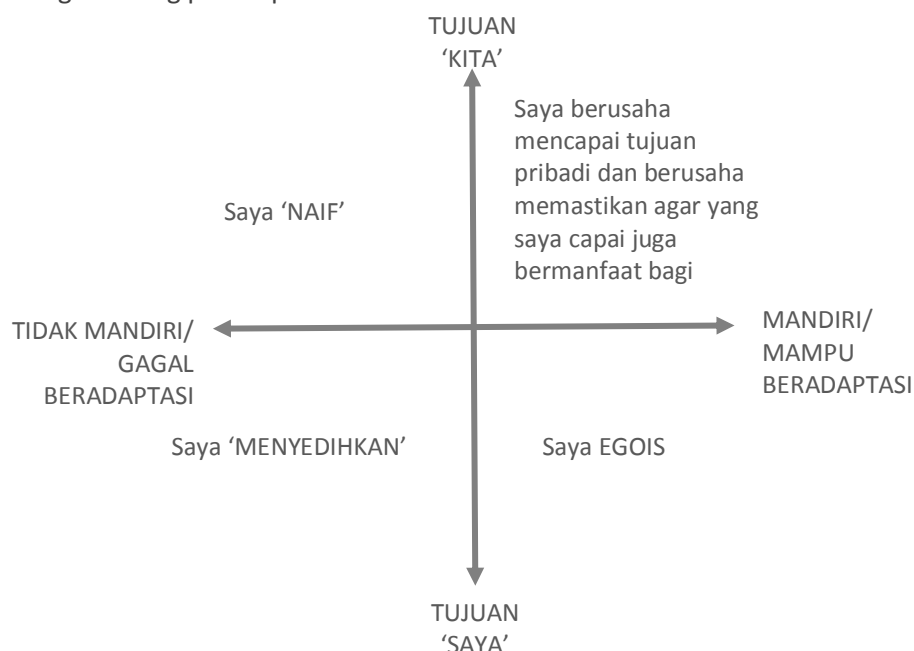 TUJUAN
‘KITA’
Saya berusaha
mencapai tujuan
pribadi dan berusaha
memastikan agar yang
saya capai juga
bermanfaat bagi
Saya ‘NAIF’
TIDAK MANDIRI/
GAGAL
BERADAPTASI
MANDIRI/
MAMPU
BERADAPTASI
Saya ‘MENYEDIHKAN’
Saya EGOIS
TUJUAN
‘SAYA’